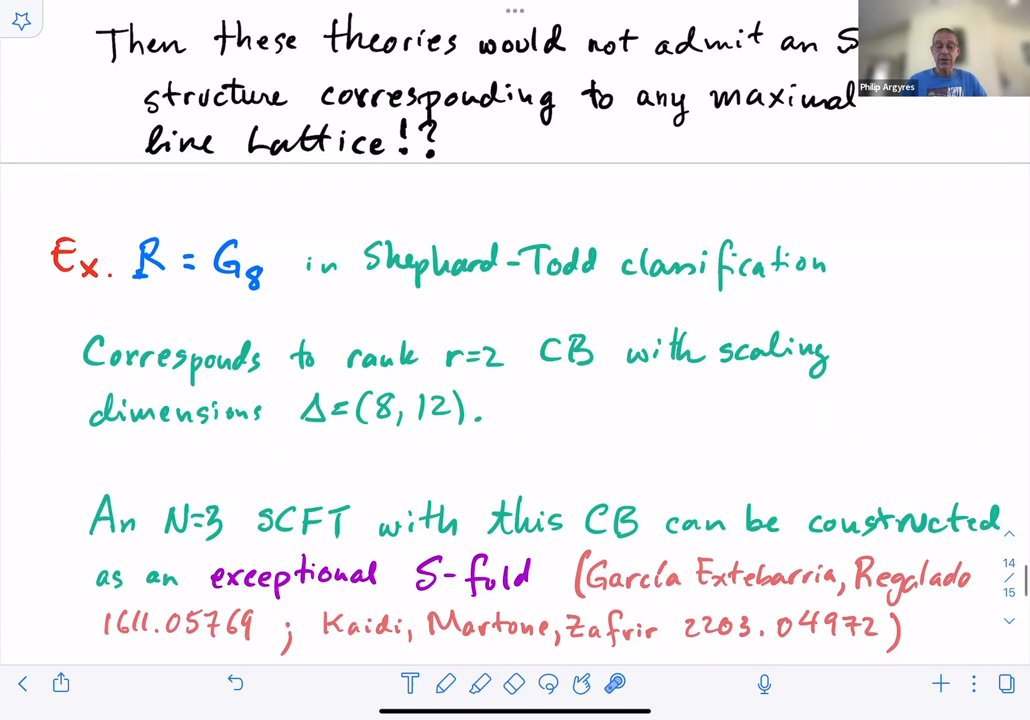 Then these theories would not admit an S
structure corresponding to any maximal
line Lattice!?
Philip Argyres
Ex. R = G8 in Shephard-Todd classification
Corresponds to rank r=2 CB with scaling
dimensions Δ=(8,12).
An N=3 SCFT with this CB can be constructed
as an exceptional S-fold (García Extebarria, Regalado
1611.05769 ; Kaidi, Martone, Zafrir 2203.04972)
14
15
T